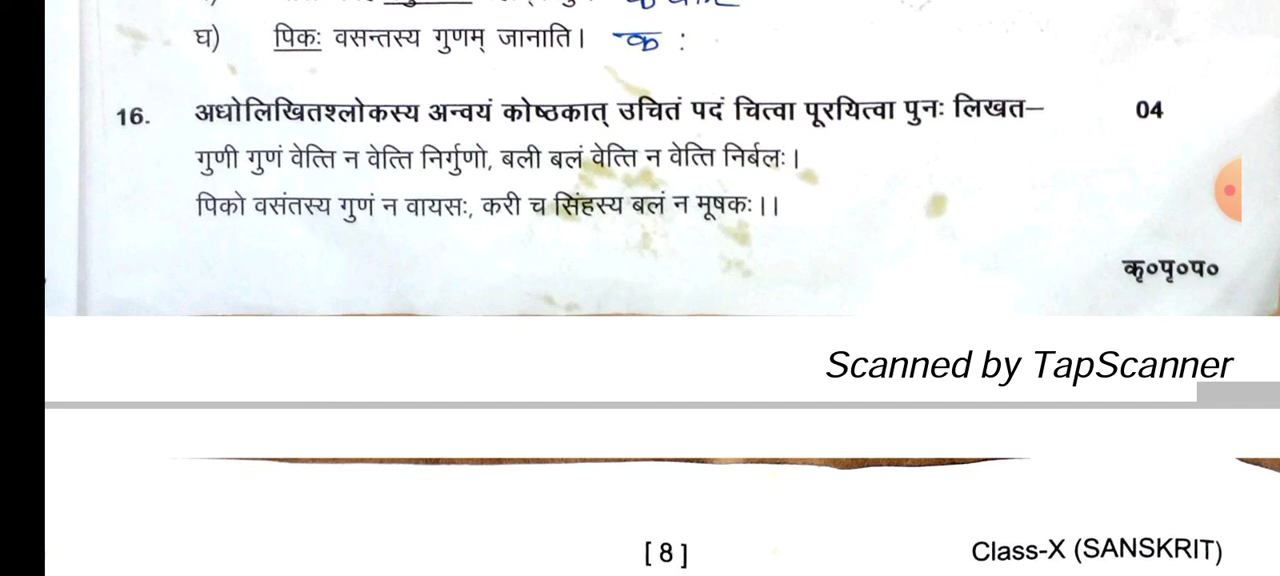 घ) पिकः वसन्तस्य गुणम् जानाति। कः
16. अधोलिखितश्लोकस्य अन्वयं कोष्ठकात् उचितं पदं चित्वा पूरयित्वा पुनः लिखत– 04
गुणी गुणं वेत्ति न वेत्ति निर्गुणो, बली बलं वेत्ति न वेत्ति निर्बलः।
पिको वसंतस्य गुणं न वायसः, करी च सिंहस्य बलं न मूषकः।।
कृ०पृ०प०
Scanned by TapScanner
[8] Class-X (SANSKRIT)